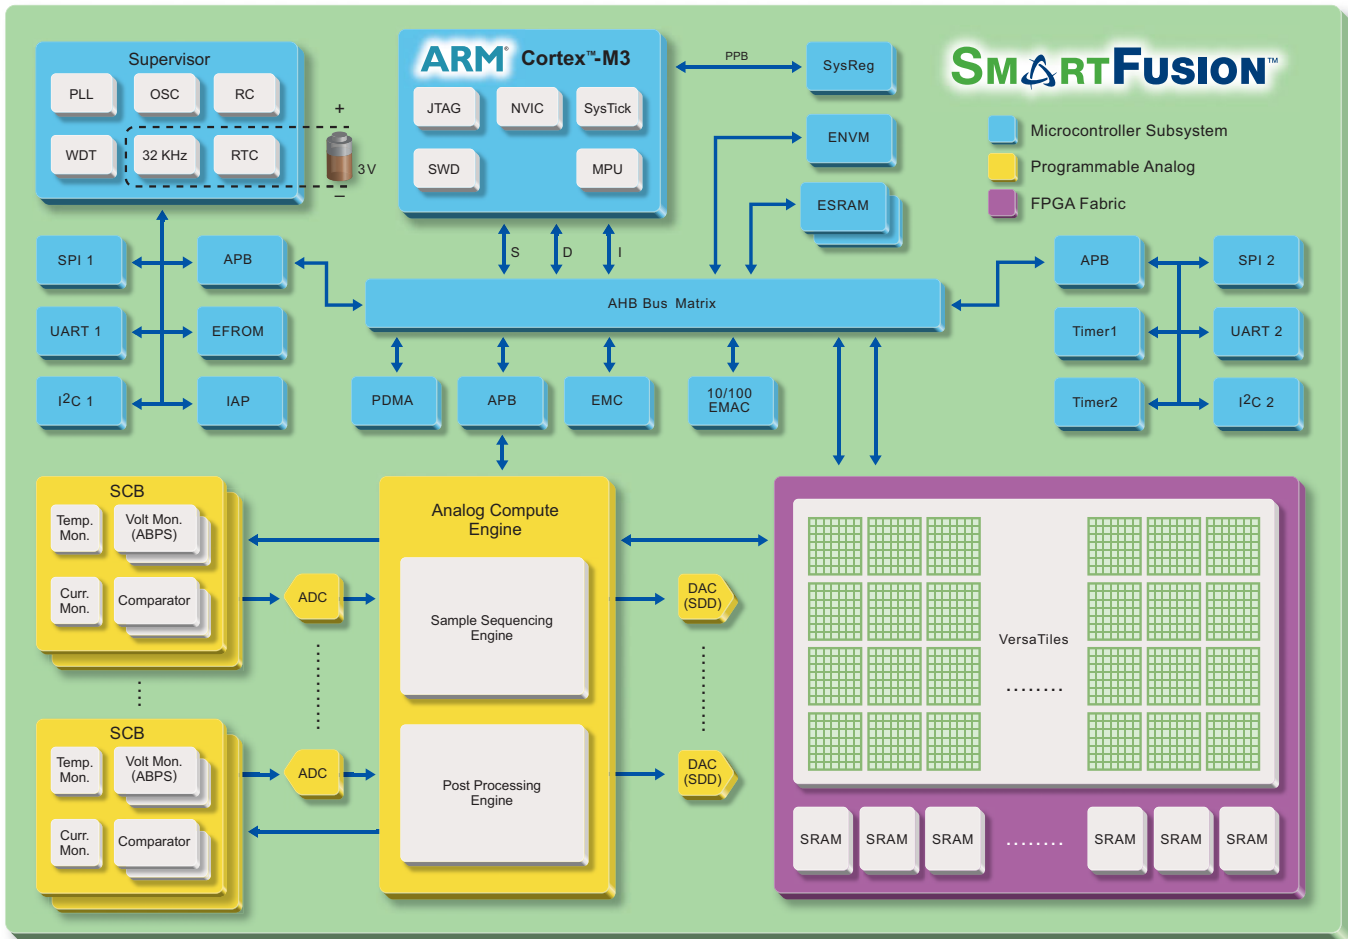 Supervisor
PLL
OSC
RC
WDT
32 KHz
RTC
+
3V
–
ARM® Cortex™-M3
JTAG
NVIC
SysTick
SWD
MPU
PPB
SysReg
ENVM
ESRAM
SMARTFUSION™
Microcontroller Subsystem
Programmable Analog
FPGA Fabric
S
D
I
SPI 1
APB
UART 1
EFROM
I²C 1
IAP
AHB Bus Matrix
PDMA
APB
EMC
10/100
EMAC
APB
SPI 2
Timer1
UART 2
Timer2
I²C 2
SCB
Temp.
Mon.
Volt Mon.
(ABPS)
Curr.
Mon.
Comparator
ADC
SCB
Temp.
Mon.
Volt Mon.
(ABPS)
Curr.
Mon.
Comparator
ADC
Analog Compute
Engine
Sample Sequencing
Engine
Post Processing
Engine
DAC
(SDD)
DAC
(SDD)
VersaTiles
........
SRAM
SRAM
SRAM
........
SRAM
SRAM
SRAM